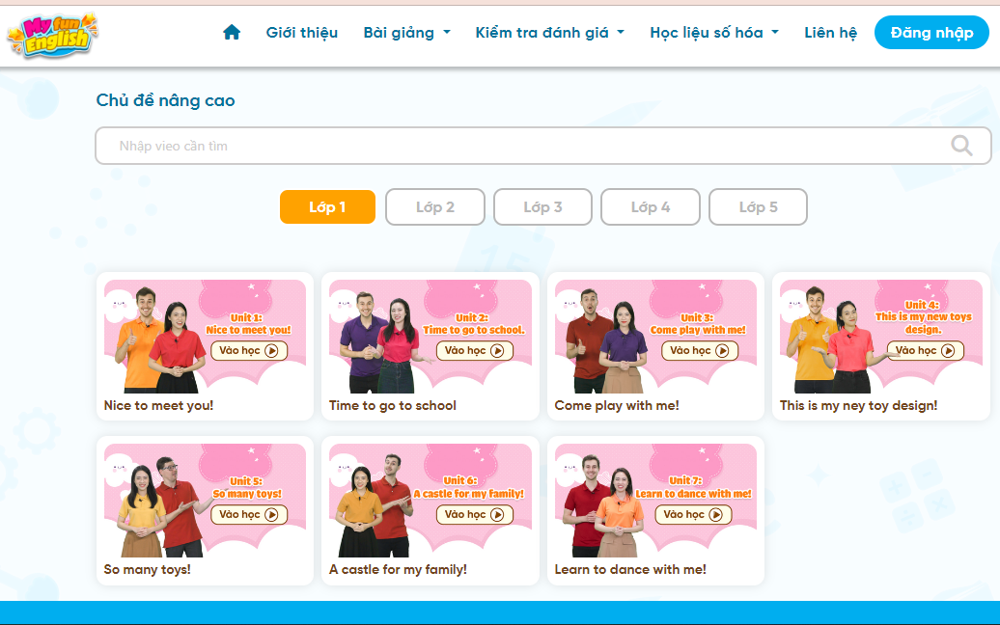 My fun
English
Giới thiệu
Bài giảng
Kiểm tra đánh giá
Học liệu số hóa
Liên hệ
Đăng nhập
Chủ đề nâng cao
Nhập vieo cần tìm
Lớp 1
Lớp 2
Lớp 3
Lớp 4
Lớp 5
15
Unit 1:
Nice to meet you!
Vào học
Nice to meet you!
Unit 2:
Time to go to school.
Vào học
Time to go to school
Unit 3:
Come play with me!
Vào học
Come play with me!
Unit 4:
This is my new toys
design.
Vào học
This is my ney toy design!
Unit 5:
So many toys!
Vào học
So many toys!
Unit 6:
A castle for my family!
Vào học
A castle for my family!
Unit 7:
Learn to dance with me!
Vào học
Learn to dance with me!